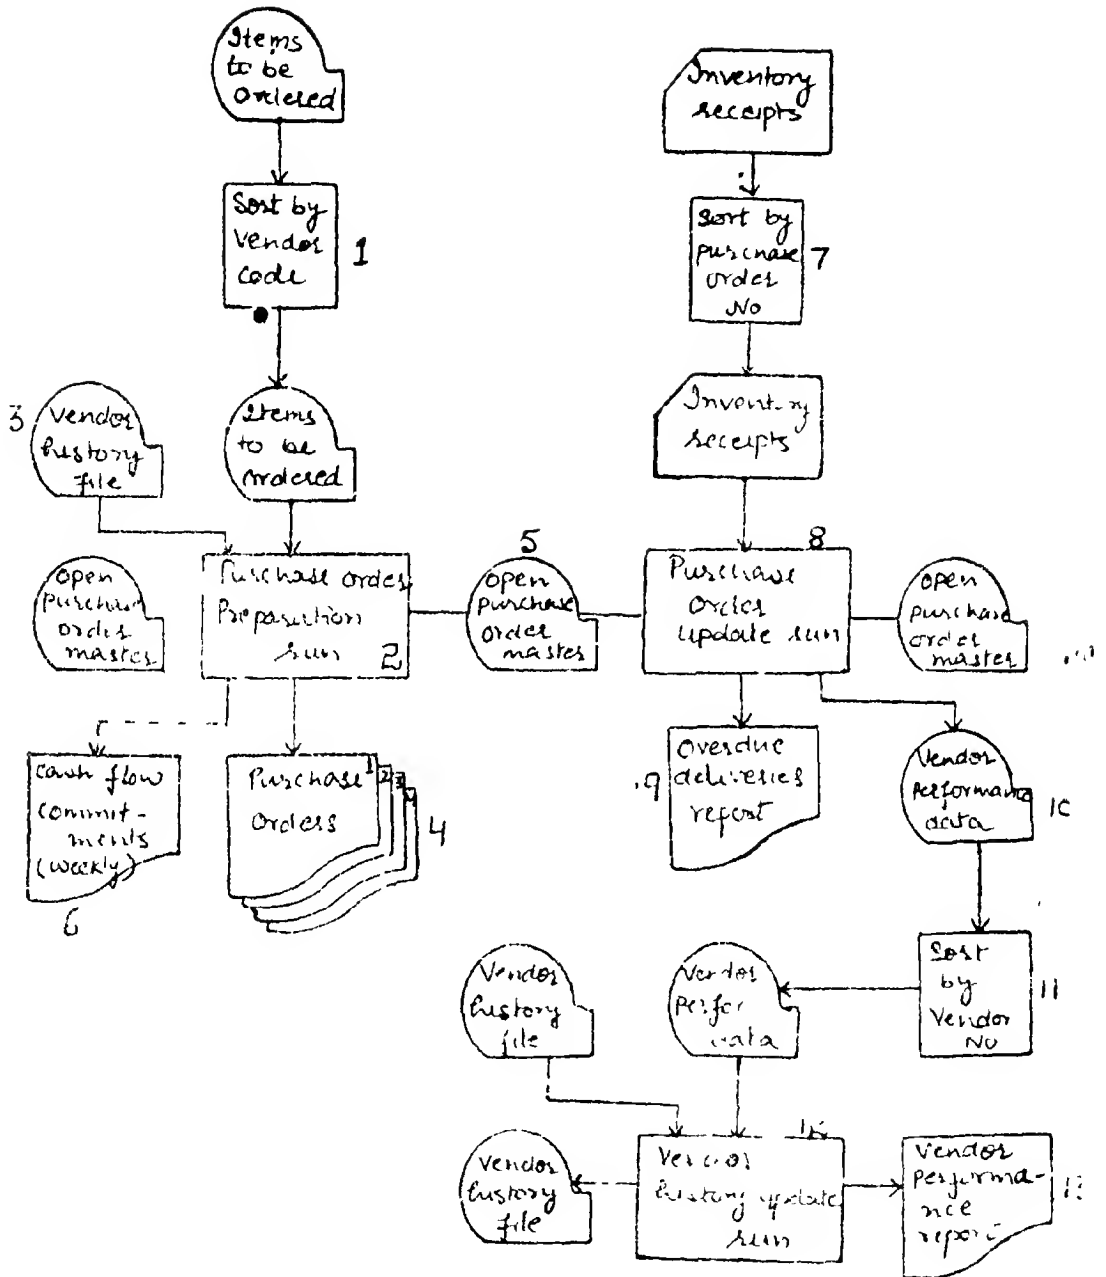 Items
to be
ordered
Inventory
receipts
Sort by
Vendor
code
1
Sort by
purchase
order
No
7
3
Vendor
history
file
Items
to be
ordered
Inventory
receipts
open
purchase
order
master
Purchase order
Preparation
run
2
5
open
purchase
order
master
8
Purchase
Order
update run
open
purchase
order
master
Cash flow
commit-
ments
(weekly)
6
Purchase
Orders
1
2
3
4
4
Overdue
deliveries
report
9
Vendor
performance
data
10
Sort
by
Vendor
No
11
Vendor
history
file
Vendor
perfor
data
Vendor
history
file
Vendor
history update
run
Vendor
performa-
nce
report